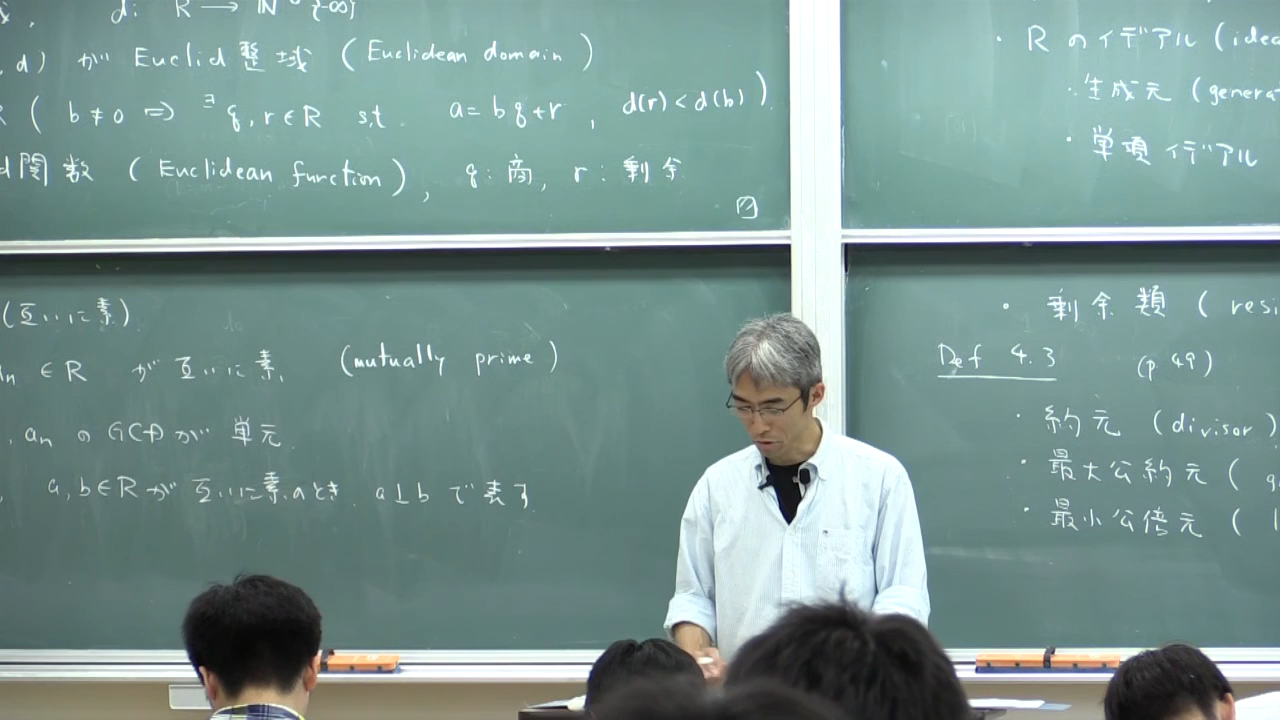 d: R → ℕ ∪ {-∞}
, d) が Euclid 整域 (Euclidean domain)
R ( b ≠ 0 ⇒ ∃q, r ∈ R s.t. a = bq + r , d(r) < d(b) ).
d関数 (Euclidean function), q: 商, r: 剰余
(互いに素)
an ∈ R が 互いに素 (mutually prime)
, an の GCD が 単元.
, a, b ∈ R が 互いに素 のとき a ⊥ b で表す.
・R のイデアル (idea
・生成元 (genera
・単項イデアル
・剰余類 ( resi
Def 4.3 (p.49)
・約元 (divisor)
・最大公約元 ( g
・最小公倍元 ( l